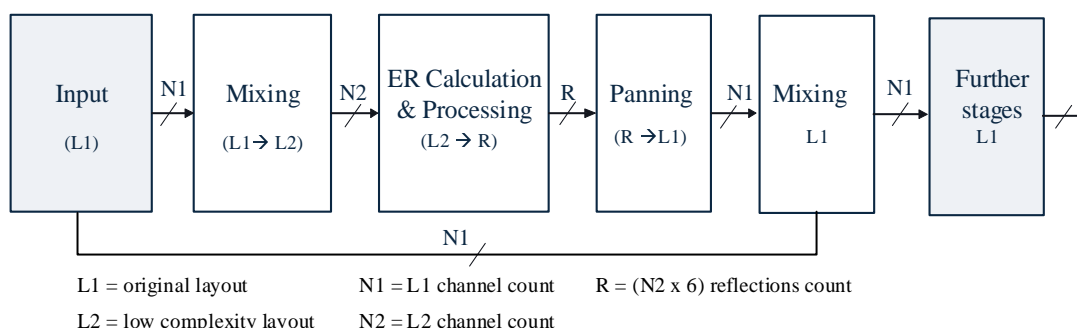 Input
(L1)
N1
Mixing
(L1→ L2)
N2
ER Calculation
& Processing
(L2 → R)
R
Panning
(R →L1)
N1
Mixing
L1
N1
Further
stages
L1
N1
L1 = original layout
N1 = L1 channel count
R = (N2 x 6) reflections count
L2 = low complexity layout
N2 = L2 channel count